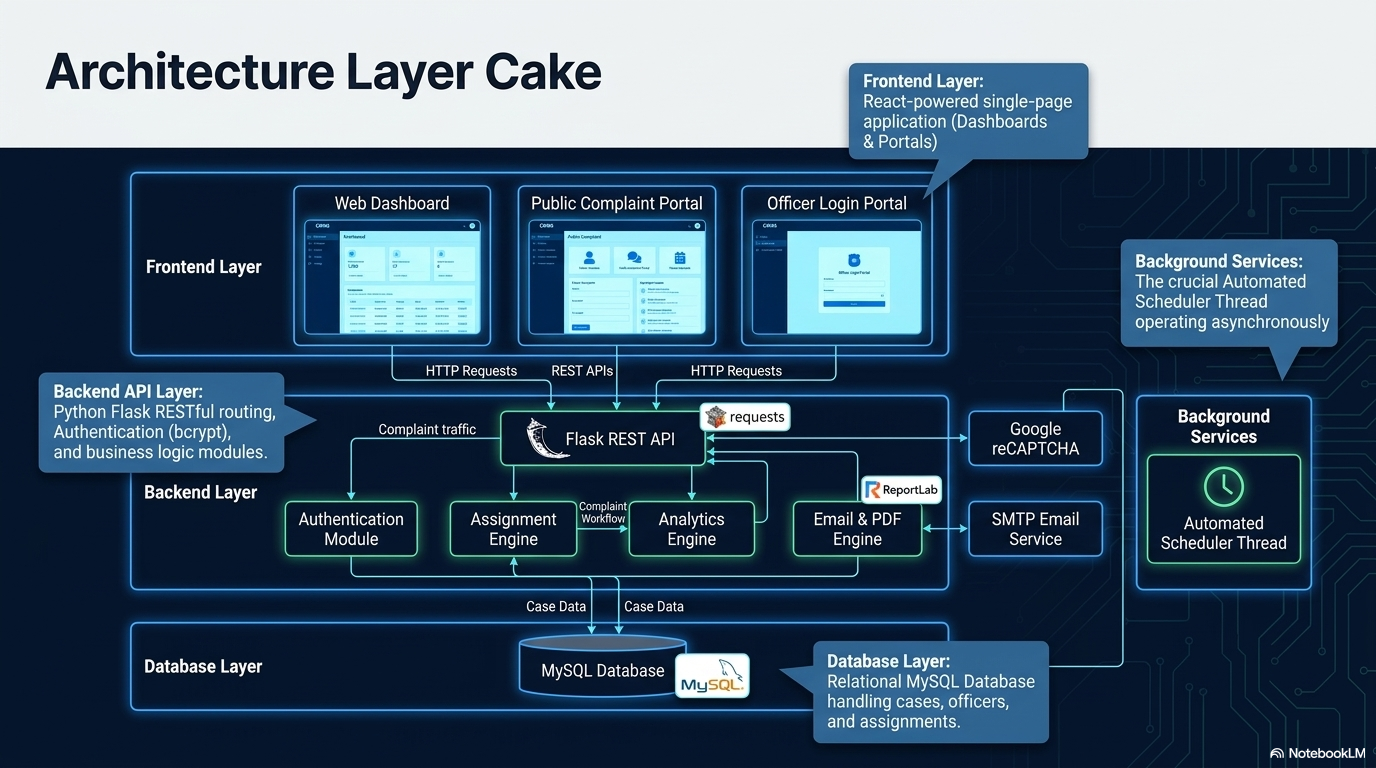 Architecture Layer Cake
Frontend Layer:
React-powered single-page
application (Dashboards
& Portals)
Frontend Layer
Web Dashboard
Public Complaint Portal
Officer Login Portal
Background Services:
The crucial Automated
Scheduler Thread
operating asynchronously
HTTP Requests
REST APIs
HTTP Requests
Backend API Layer:
Python Flask RESTful routing,
Authentication (bcrypt),
and business logic modules.
Backend Layer
Complaint traffic
Flask REST API
requests
Google
reCAPTCHA
Background
Services
Automated
Scheduler Thread
Authentication
Module
Assignment
Engine
Complaint
Workflow
Analytics
Engine
ReportLab
Email & PDF
Engine
SMTP Email
Service
Case Data
Case Data
Database Layer
MySQL Database
MySQL
Database Layer:
Relational MySQL Database
handling cases, officers,
and assignments.
NotebookLM